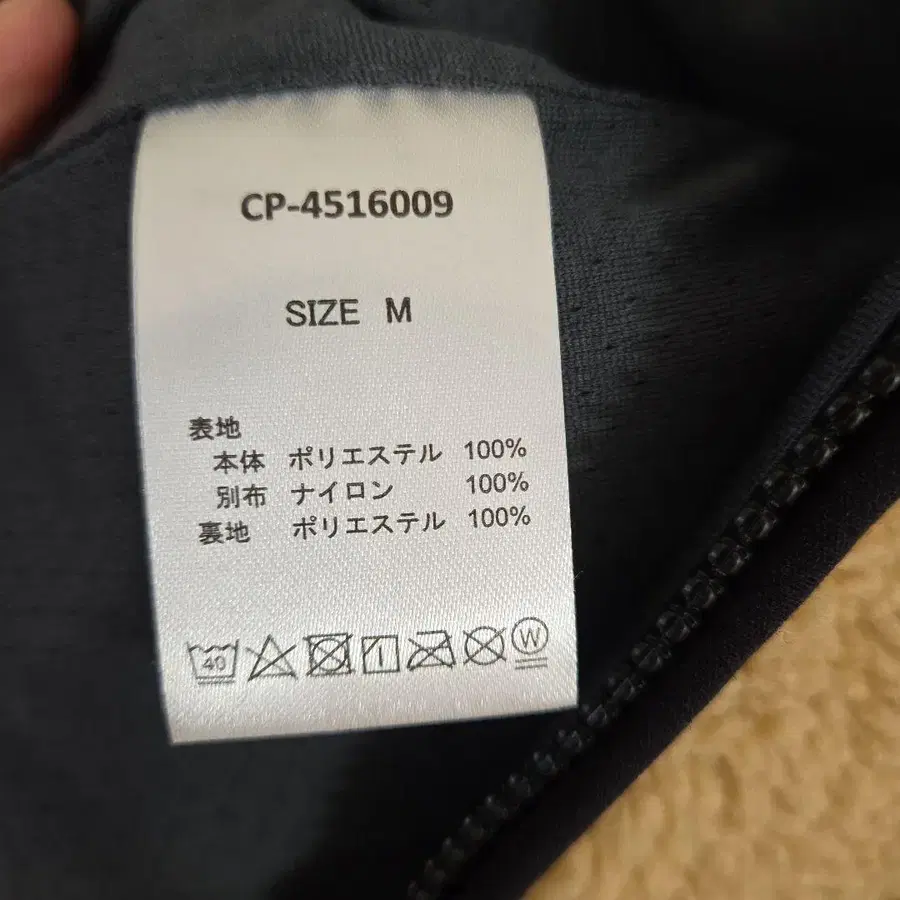 CP-4516009
SIZE M
表地
本体 ポリエステル 100%
別布 ナイロン 100%
裏地 ポリエステル 100%
40 W